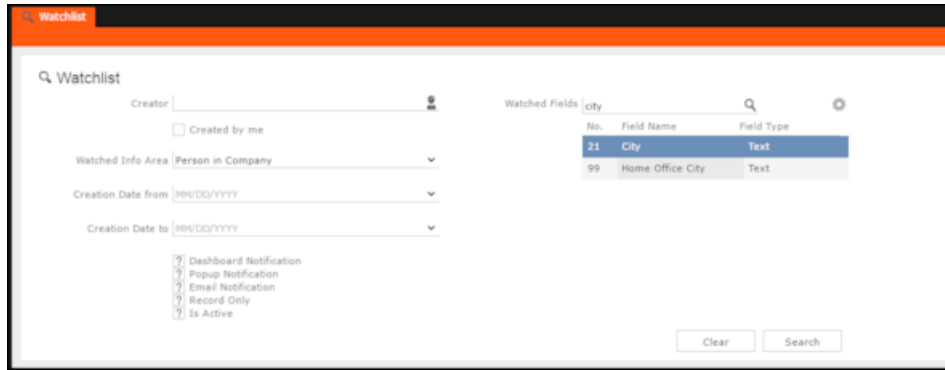 Watchlist
Watchlist
Creator
Created by me
Watched Info Area Person in Company
Creation Date from MM/DD/YYYY
Creation Date to MM/DD/YYYY
? Dashboard Notification
? Popup Notification
? Email Notification
? Record Only
? Is Active
Watched Fields city
No. Field Name Field Type
21 City Text
99 Home Office City Text
Clear Search